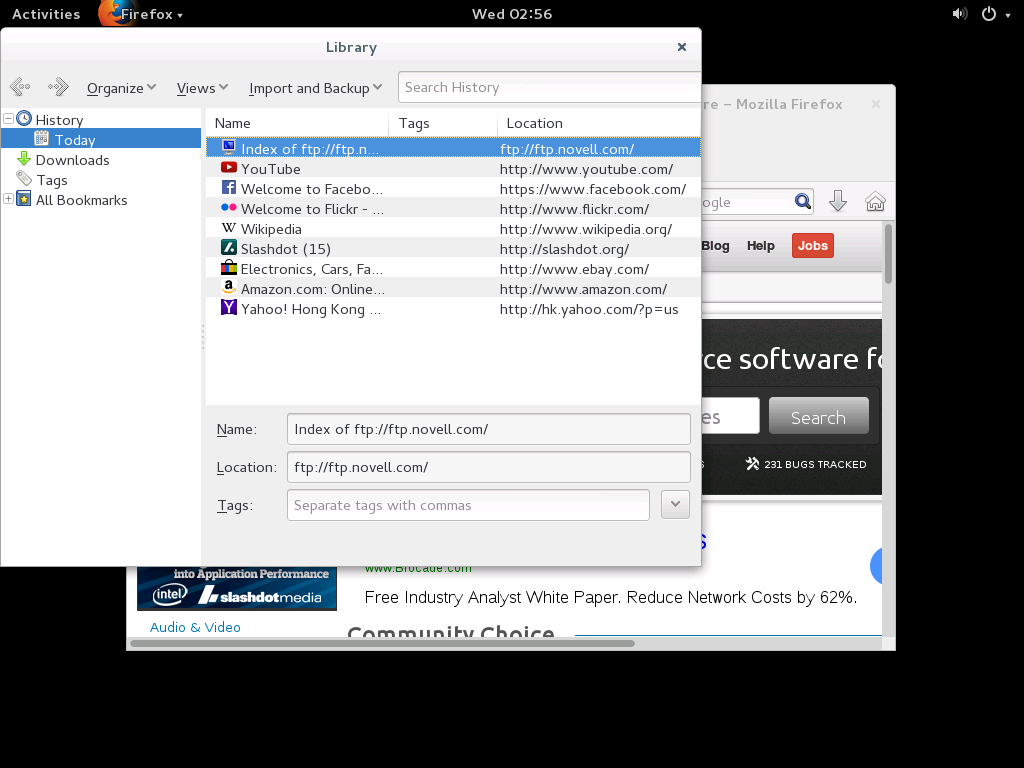 Activities Firefox Wed 02:56
Library
re – Mozilla Firefox
Organize Views Import and Backup Search History
Name Tags Location
History
Today
Downloads
Tags
All Bookmarks
Index of ftp://ftp.n... ftp://ftp.novell.com/
YouTube http://www.youtube.com/
Welcome to Facebo... https://www.facebook.com/
Welcome to Flickr - ... http://www.flickr.com/
Wikipedia http://www.wikipedia.org/
Slashdot (15) http://slashdot.org/
Electronics, Cars, Fa... http://www.ebay.com/
Amazon.com: Online... http://www.amazon.com/
Yahoo! Hong Kong ... http://hk.yahoo.com/?p=us
ogle
Blog Help Jobs
rce software fo
es Search
231 BUGS TRACKED
Name: Index of ftp://ftp.novell.com/
Location: ftp://ftp.novell.com/
Tags: Separate tags with commas
www.Brocade.com
into Application Performance
intel slashdotmedia
Free Industry Analyst White Paper. Reduce Network Costs by 62%.
Audio & Video
Community Choice